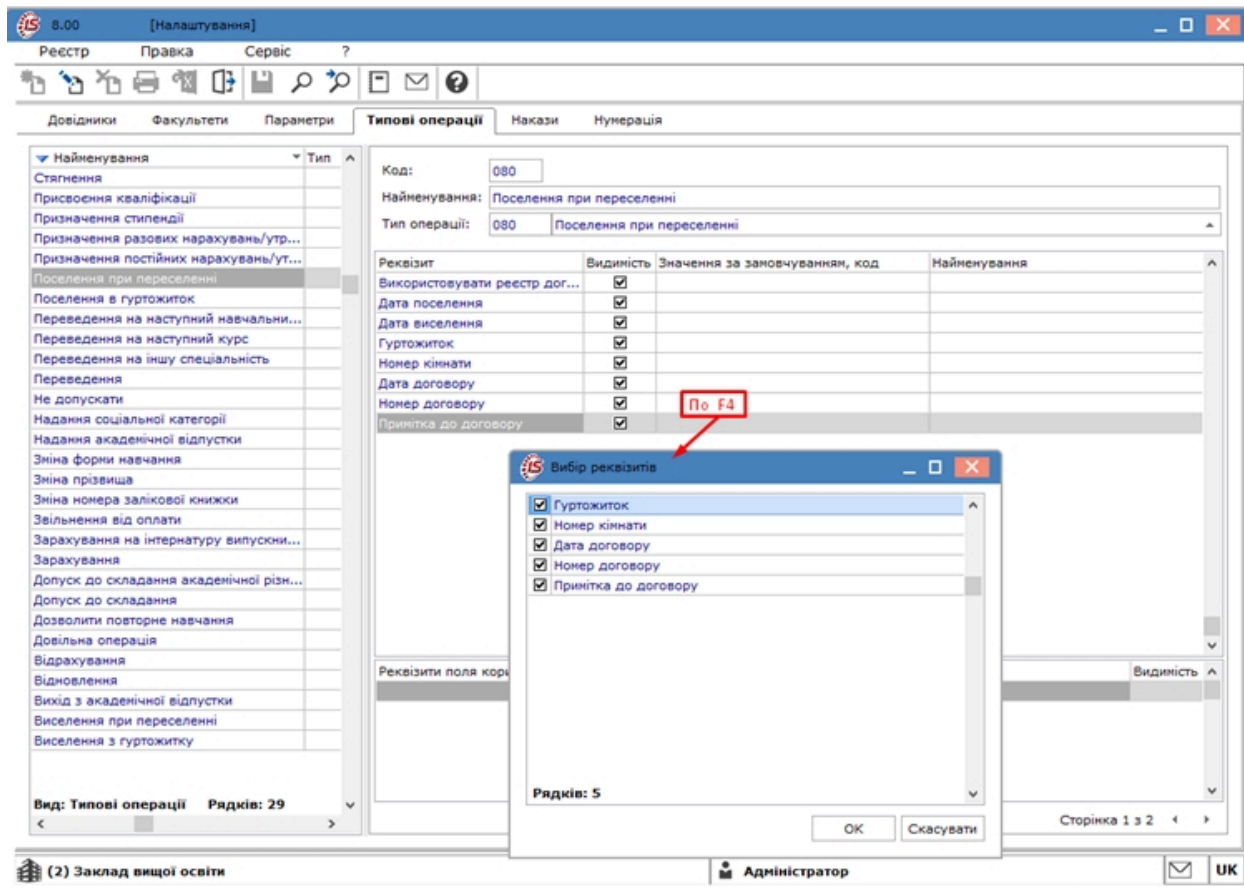 8.00 [Налаштування]
Реєстр Правка Сервіс ?
Довідники Факультети Параметри Типові операції Накази Нумерація
Найменування Тип
Стягнення
Присвоєння кваліфікації
Призначення стипендії
Призначення разових нарахувань/утр...
Призначення постійних нарахувань/ут...
Поселення при переселенні
Поселення в гуртожиток
Переведення на наступний навчальни...
Переведення на наступний курс
Переведення на іншу спеціальність
Переведення
Не допускати
Надання соціальної категорії
Надання академічної відпустки
Зміна форми навчання
Зміна прізвища
Зміна номера залікової книжки
Звільнення від оплати
Зарахування на інтернатуру випускни...
Зарахування
Допуск до складання академічної різн...
Допуск до складання
Дозволити повторне навчання
Довільна операція
Відрахування
Відновлення
Вихід з академічної відпустки
Виселення при переселенні
Виселення з гуртожитку
Вид: Типові операції Рядків: 29
Код: 080
Найменування: Поселення при переселенні
Тип операції: 080 Поселення при переселенні
Реквізит Видимість Значення за замовчуванням, код Найменування
Використовувати реєстр дог...
Дата поселення
Дата виселення
Гуртожиток
Номер кімнати
Дата договору
Номер договору
Примітка до договору
По F4
Реквізити поля кори Видимість
Вибір реквізитів
Гуртожиток
Номер кімнати
Дата договору
Номер договору
Примітка до договору
Рядків: 5
OK Скасувати
Сторінка 1 з 2
(2) Заклад вищої освіти Адміністратор UK